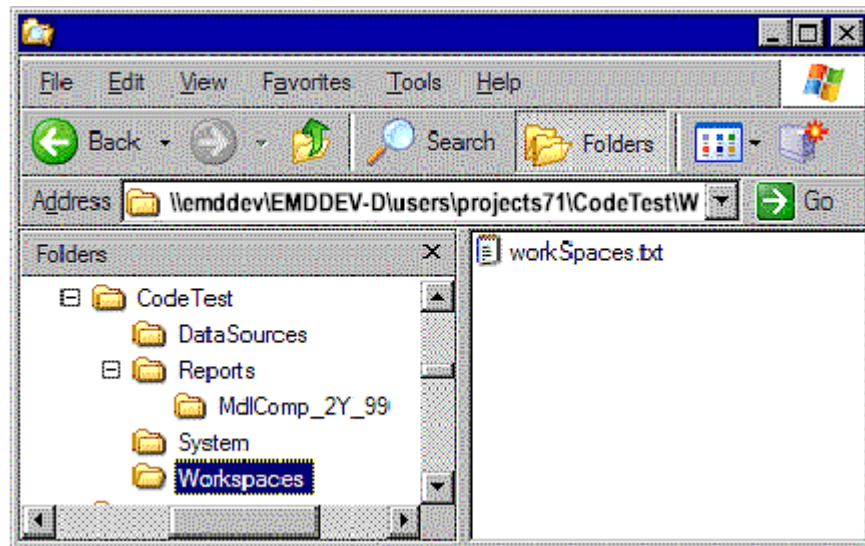 File Edit View Favorites Tools Help
Back Search Folders
Address \\emddev\EMDDEV-D\users\projects71\CodeTest\W Go
Folders
CodeTest
DataSources
Reports
MdlComp_2Y_99
System
Workspaces
workSpaces.txt